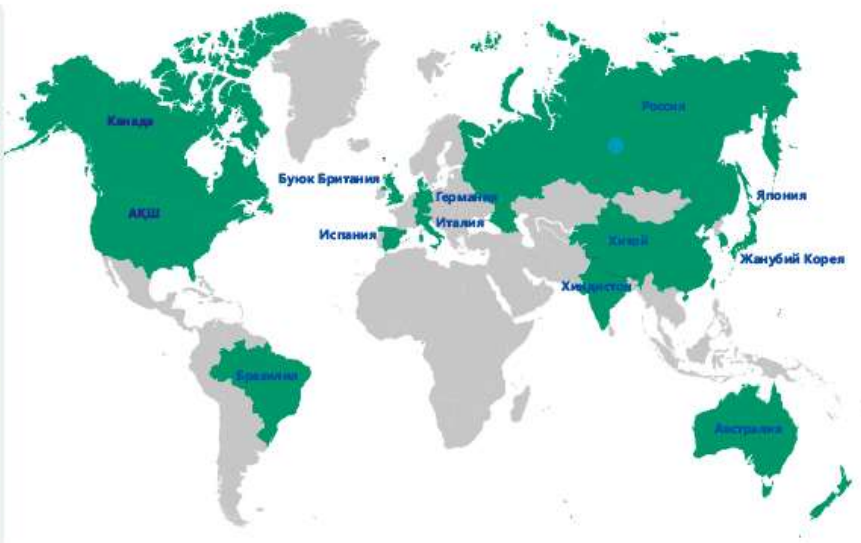 Канада
Россия
Буюк Британия
Германия
Япония
АҚШ
Италия
Испания
Хитой
Жанубий Корея
Хиндистон
Бразилия
Австралия